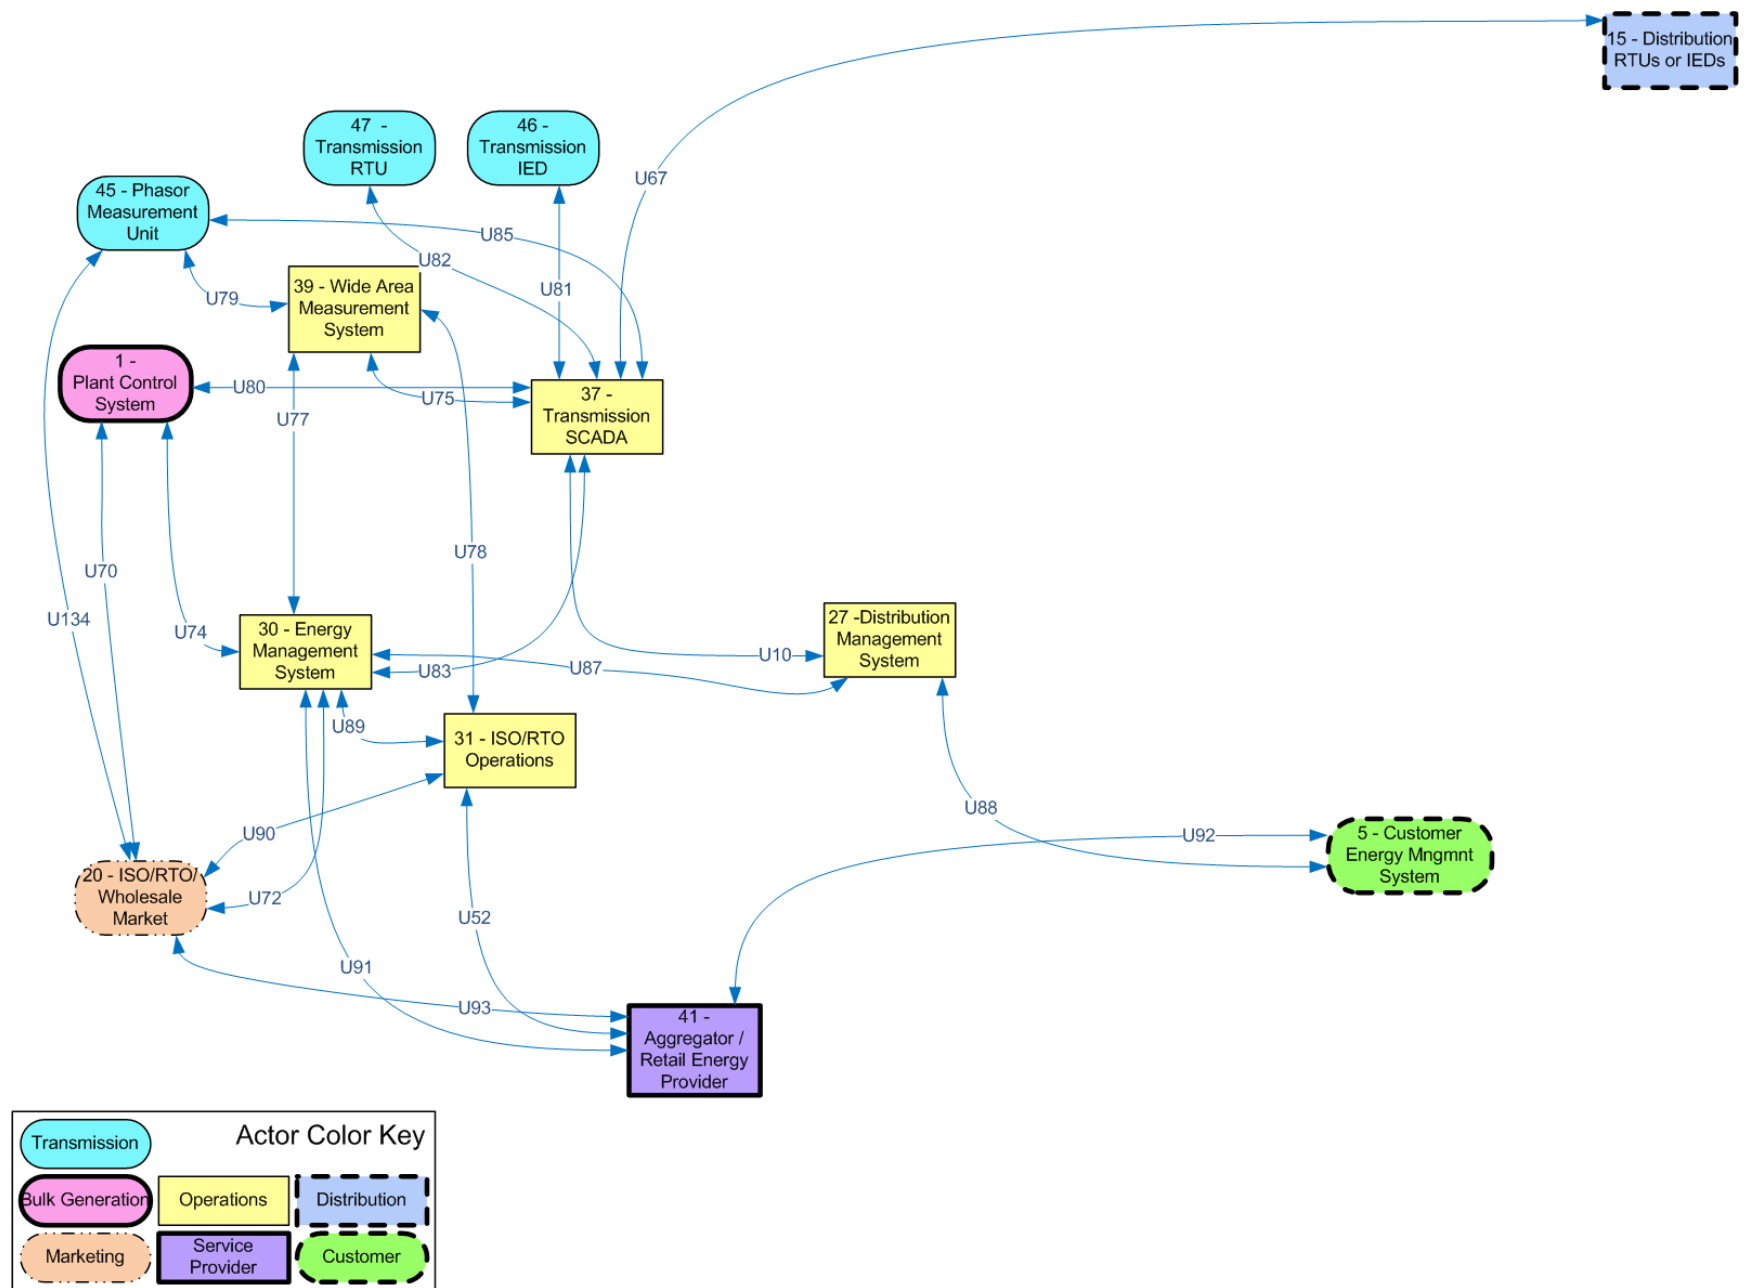 15 - Distribution
RTUs or IEDs
47  -
Transmission
RTU
46 -
Transmission
IED
U67
45 - Phasor
Measurement
Unit
U85
U82
U81
U79
39 - Wide Area
Measurement
System
1 -
Plant Control
System
U80
U75
U77
37 -
Transmission
SCADA
U78
U70
U134
U74
30 - Energy
Management
System
U83
U87
U10
27 -Distribution
Management
System
U89
31 - ISO/RTO
Operations
U90
U88
U92
5 - Customer
Energy Mngmnt
System
20 - ISO/RTO/
Wholesale
Market
U72
U52
U91
U93
41 -
Aggregator /
Retail Energy
Provider
Actor Color Key
Transmission
Bulk Generation
Operations
Distribution
Marketing
Service
Provider
Customer